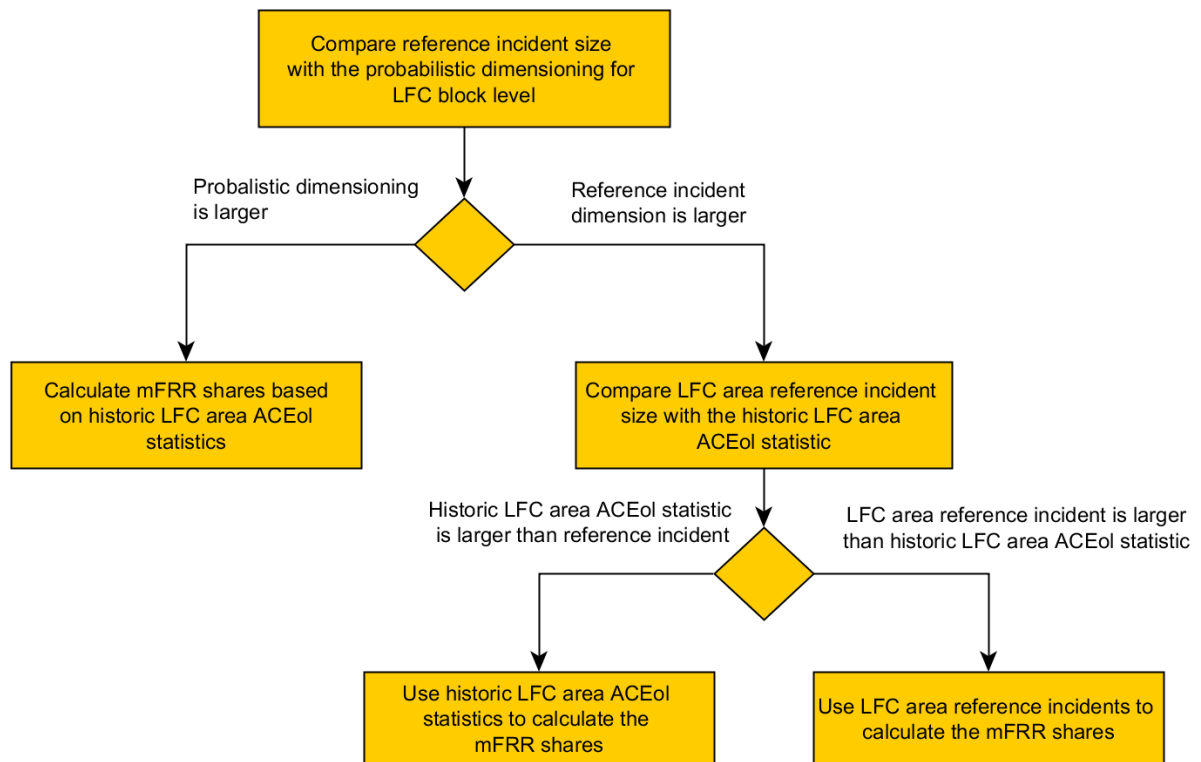 Compare reference incident size
with the probabilistic dimensioning for
LFC block level
Probalistic dimensioning
is larger
Reference incident
dimension is larger
Calculate mFRR shares based
on historic LFC area ACEol
statistics
Compare LFC area reference incident
size with the historic LFC area
ACEol statistic
Historic LFC area ACEol statistic
is larger than reference incident
LFC area reference incident is larger
than historic LFC area ACEol statistic
Use historic LFC area ACEol
statistics to calculate the
mFRR shares
Use LFC area reference incidents to
calculate the mFRR shares